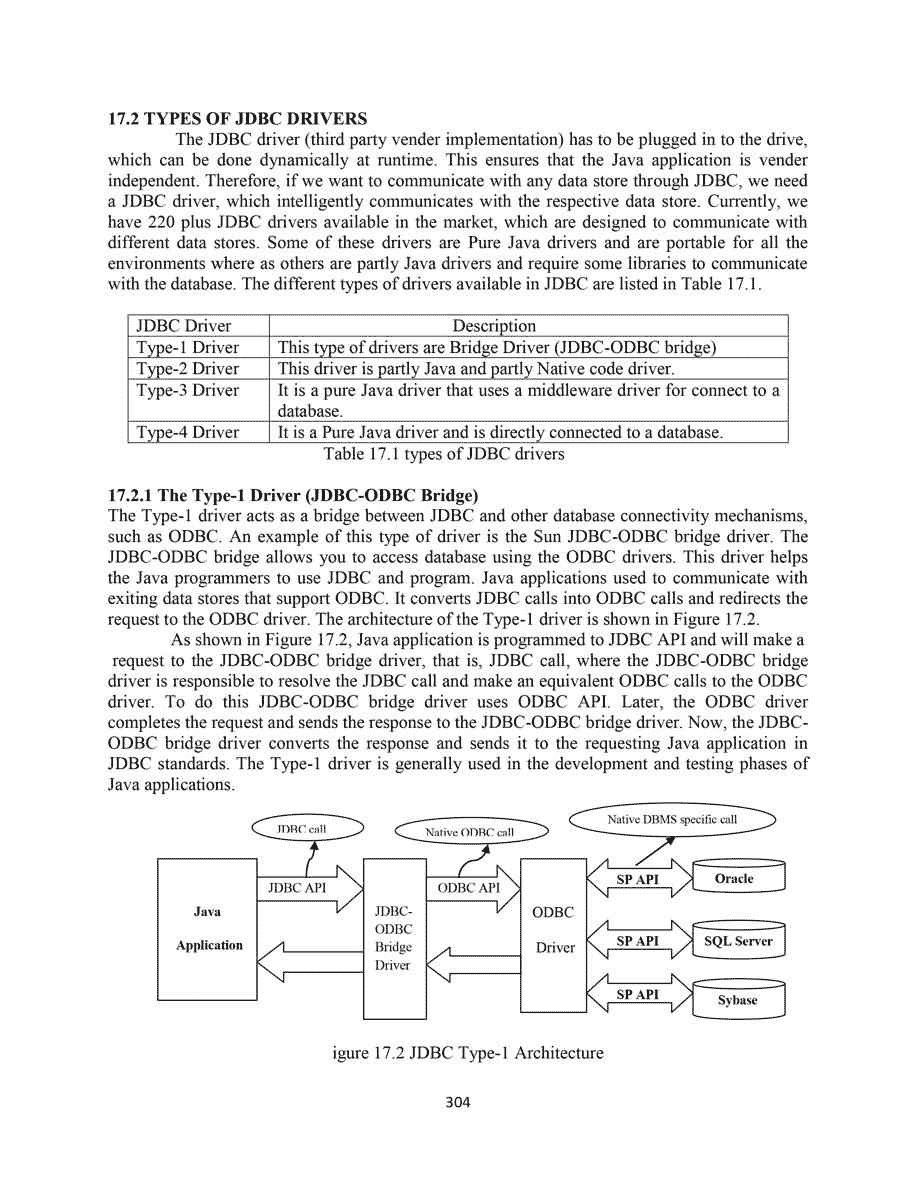 17.2 TYPES OF JDBC DRIVERS
The JDBC driver (third party vender implementation) has to be plugged in to the drive,
which can be done dynamically at runtime. This ensures that the Java application is vender
independent. Therefore, if we want to communicate with any data store through JDBC, we need
a JDBC driver, which intelligently communicates with the respective data store. Currently, we
have 220 plus JDBC drivers available in the market, which are designed to communicate with
different data stores. Some of these drivers are Pure Java drivers and are portable for all the
environments where as others are partly Java drivers and require some libraries to communicate
with the database. The different types of drivers available in JDBC are listed in Table 17.1.
JDBC Driver Description
Type-1 Driver This type of drivers are Bridge Driver (JDBC-ODBC bridge)
Type-2 Driver This driver is partly Java and partly Native code driver.
Type-3 Driver It is a pure Java driver that uses a middleware driver for connect to a
database.
Type-4 Driver It is a Pure Java driver and is directly connected to a database.
Table 17.1 types of JDBC drivers
17.2.1 The Type-1 Driver (JDBC-ODBC Bridge)
The Type-1 driver acts as a bridge between JDBC and other database connectivity mechanisms,
such as ODBC. An example of this type of driver is the Sun JDBC-ODBC bridge driver. The
JDBC-ODBC bridge allows you to access database using the ODBC drivers. This driver helps
the Java programmers to use JDBC and program. Java applications used to communicate with
exiting data stores that support ODBC. It converts JDBC calls into ODBC calls and redirects the
request to the ODBC driver. The architecture of the Type-1 driver is shown in Figure 17.2.
As shown in Figure 17.2, Java application is programmed to JDBC API and will make a
request to the JDBC-ODBC bridge driver, that is, JDBC call, where the JDBC-ODBC bridge
driver is responsible to resolve the JDBC call and make an equivalent ODBC calls to the ODBC
driver. To do this JDBC-ODBC bridge driver uses ODBC API. Later, the ODBC driver
completes the request and sends the response to the JDBC-ODBC bridge driver. Now, the JDBC-
ODBC bridge driver converts the response and sends it to the requesting Java application in
JDBC standards. The Type-1 driver is generally used in the development and testing phases of
Java applications.
JDBC call
Native ODBC call
Native DBMS specific call
Java
Application
JDBC API
JDBC-
ODBC
Bridge
Driver
ODBC API
ODBC
Driver
SP API
Oracle
SP API
SQL Server
SP API
Sybase
igure 17.2 JDBC Type-1 Architecture
304